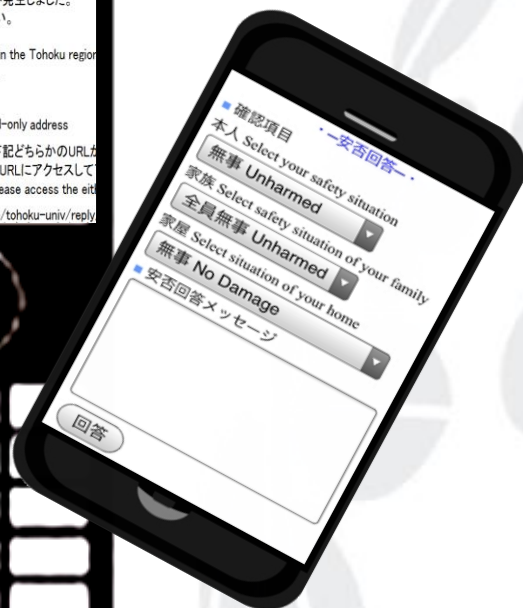 発生しました。
い。
n the Tohoku region
-only address
下記どちらかのURL
URLにアクセスして
ease access the eit
/tohoku-univ/reply
-安否回答-
■ 確認項目
本人 Select your safety situation
無事 Unharmed
家族 Select safety situation of your family
全員無事 Unharmed
家屋 Select situation of your home
無事 No Damage
■ 安否回答メッセージ
回答